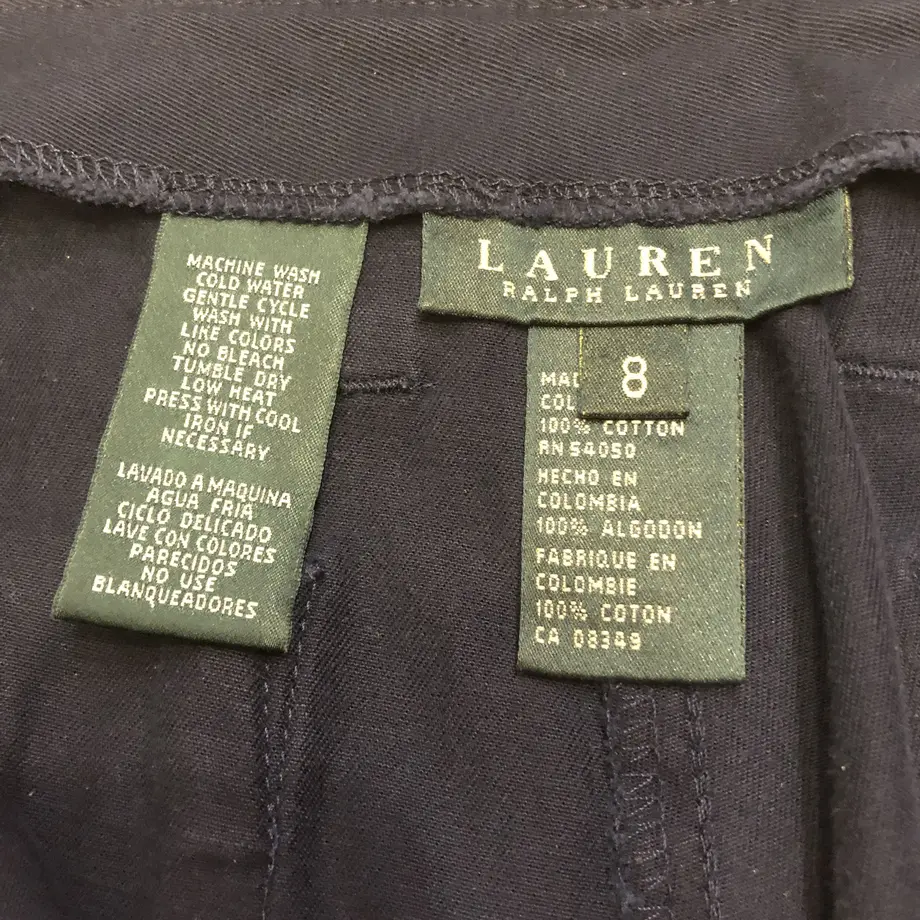 MACHINE WASH
COLD WATER
GENTLE CYCLE
WASH WITH
LIKE COLORS
NO BLEACH
TUMBLE DRY
LOW HEAT
PRESS WITH COOL
IRON IF
NECESSARY
LAVADO A MAQUINA
AGUA FRIA
CICLO DELICADO
LAVE CON COLORES
PARECIDOS
NO USE
BLANQUEADORES
LAUREN
RALPH LAUREN
8
100% COTTON
RN 54050
HECHO EN
COLOMBIA
100% ALGODON
FABRIQUE EN
COLOMBIE
100% COTON
CA 08349